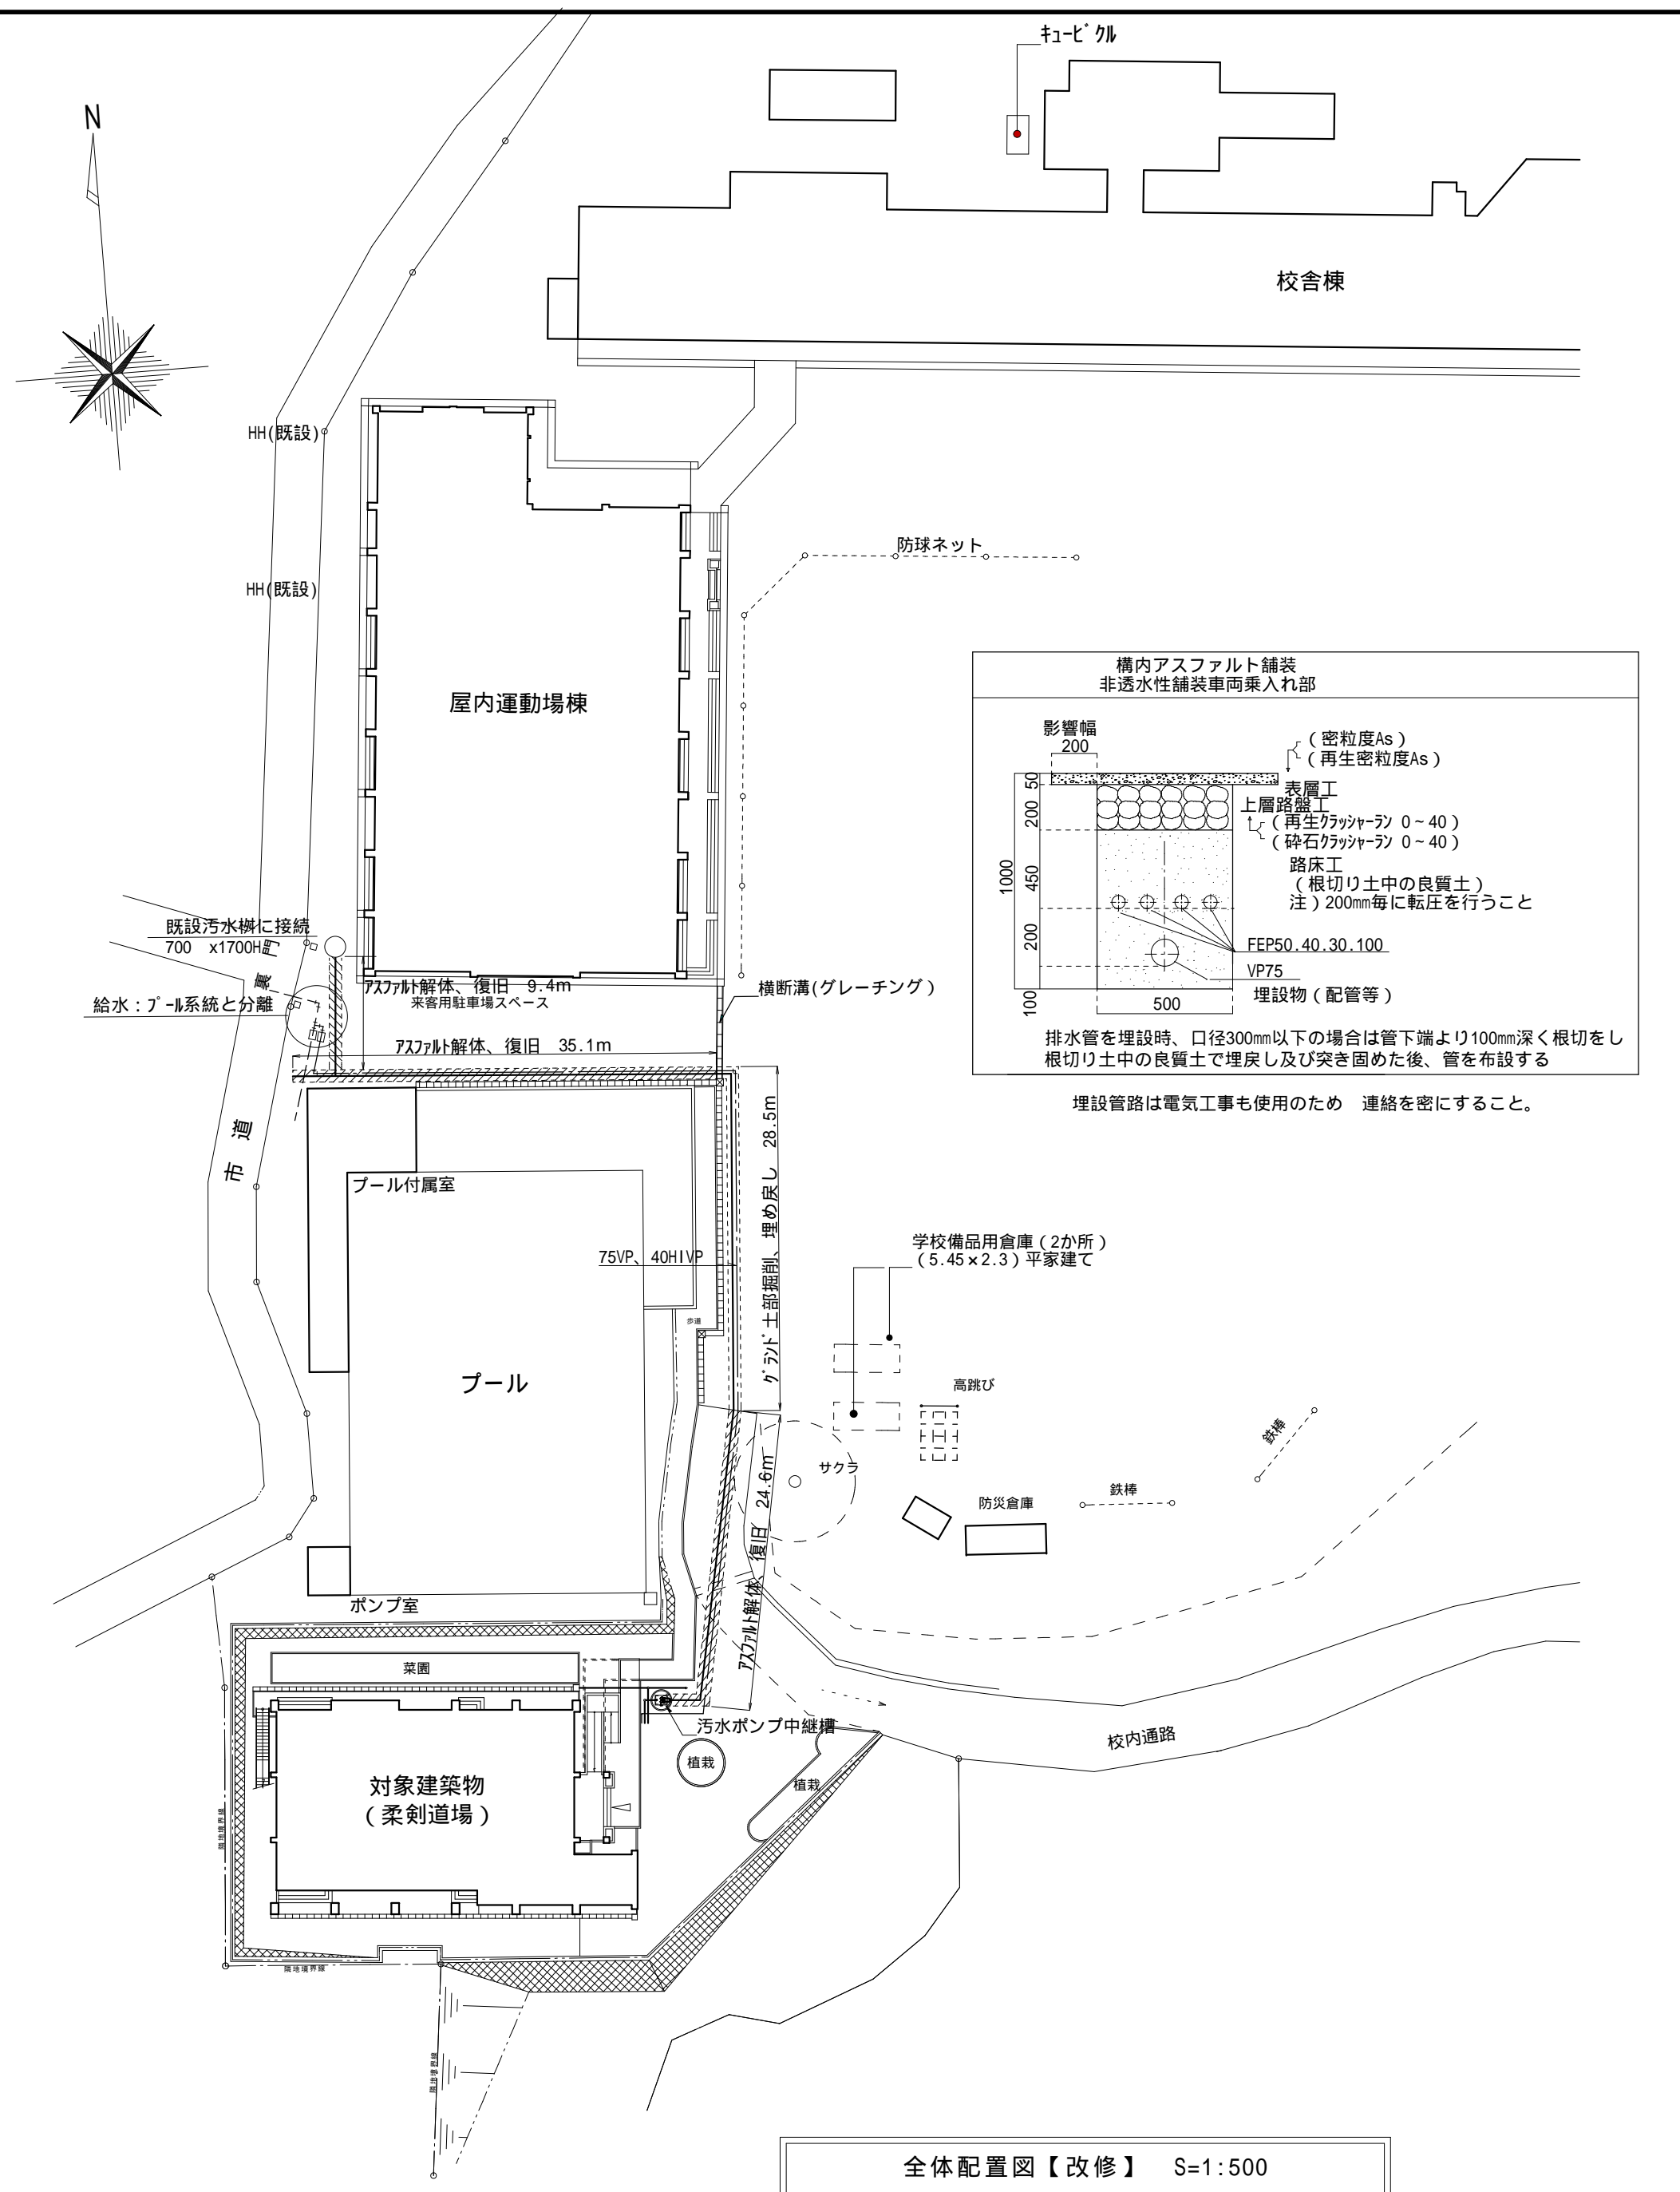 キュービクル
N
校舎棟
HH(既設)
防球ネット
HH(既設)
構内アスファルト舗装
非透水性舗装車両乗入れ部
屋内運動場棟
影響幅
200
(密粒度As)
(再生密粒度As)
表層工
上層路盤工
(再生クラッシャーラン 0~40)
(砕石クラッシャーラン 0~40)
路床工
(根切り土中の良質土)
注)200mm毎に転圧を行うこと
50
200
450
1000
200
100
FEP50.40.30.100
VP75
500
埋設物(配管等)
排水管を埋設時、口径300mm以下の場合は管下端より100mm深く根切をし
根切り土中の良質土で埋戻し及び突き固めた後、管を布設する
埋設管路は電気工事も使用のため 連絡を密にすること。
既設汚水桝に接続
700 x1700H
裏門
給水:プール系統と分離
アスファルト解体、復旧 9.4m
来客用駐車場スペース
横断溝(グレーチング)
アスファルト解体、復旧 35.1m
市道
プール付属室
グランド土部掘削、埋め戻し 28.5m
75VP、40HIVP
学校備品用倉庫(2か所)
(5.45×2.3)平家建て
歩道
プール
高跳び
サクラ
鉄棒
鉄棒
防災倉庫
アスファルト解体、復旧 24.6m
ポンプ室
菜園
汚水ポンプ中継槽
植栽
植栽
校内通路
対象建築物
(柔剣道場)
隣地境界線
隣地境界線
隣地境界線
全体配置図【改修】 S=1:500